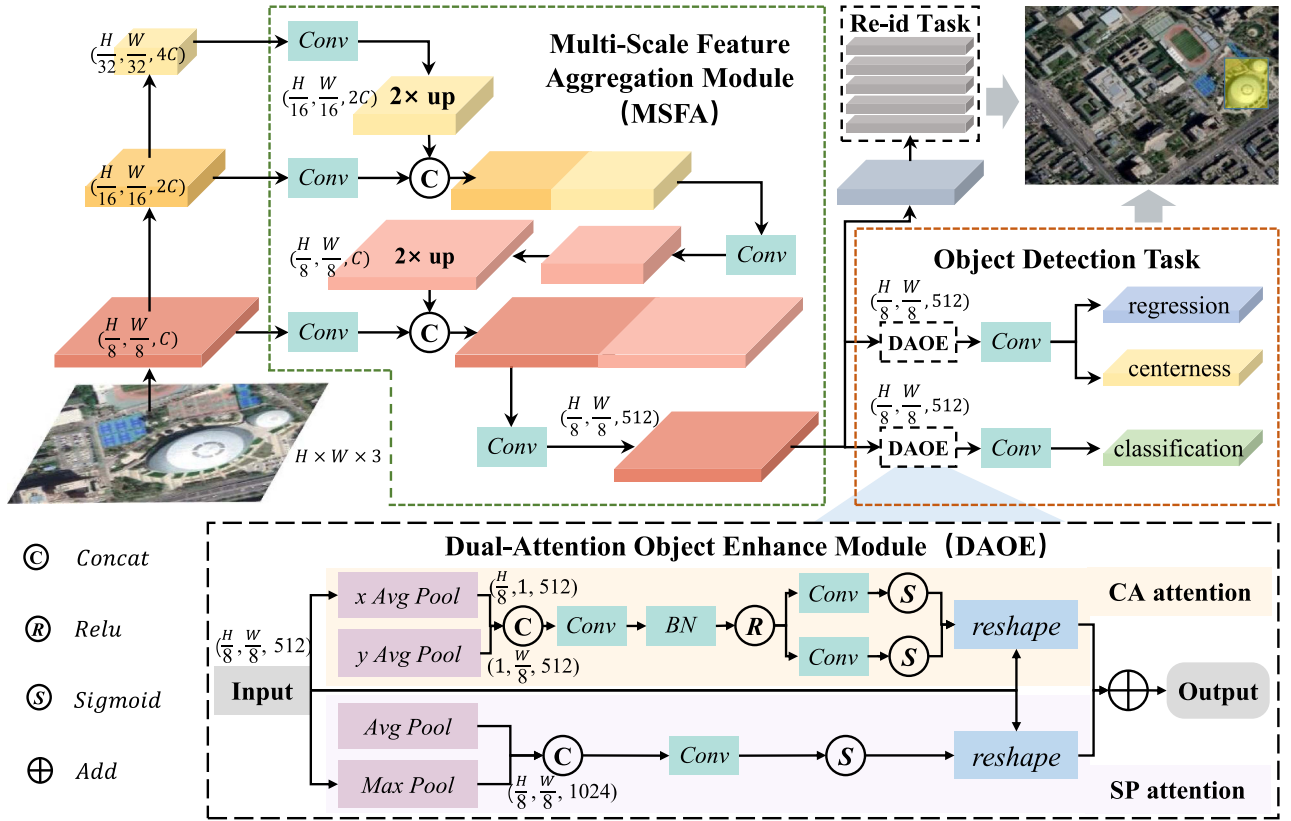 (H/32, W/32, 4C)
Conv
Multi-Scale Feature
Aggregation Module
(MSFA)
Re-id Task
(H/16, W/16, 2C)
2× up
(H/16, W/16, 2C)
Conv
C
(H/8, W/8, C)
2× up
Conv
Object Detection Task
(H/8, W/8, 512)
regression
(H/8, W/8, C)
Conv
C
DAOE
Conv
centerness
(H/8, W/8, 512)
(H/8, W/8, 512)
H × W × 3
Conv
DAOE
Conv
classification
Dual-Attention Object Enhance Module（DAOE）
C Concat
R Relu
S Sigmoid
Add
x Avg Pool
(H/8, 1, 512)
Conv
S
CA attention
C
Conv
BN
R
reshape
(H/8, W/8, 512)
y Avg Pool
(1, W/8, 512)
Conv
S
Input
Output
Avg Pool
C
Conv
S
reshape
Max Pool
(H/8, W/8, 1024)
SP attention